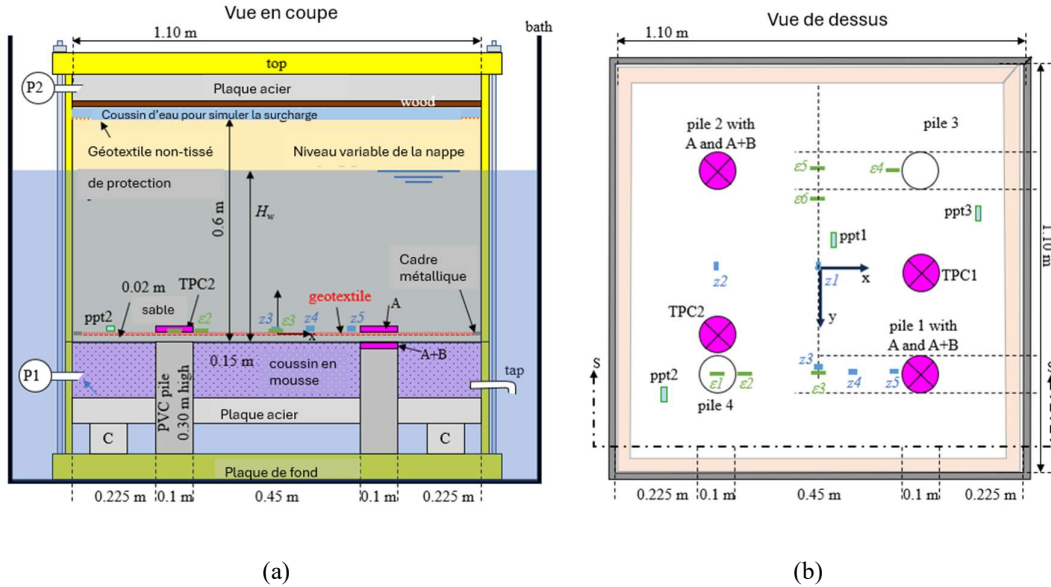 Vue en coupe
bath
1.10 m
top
P2
Plaque acier
wood
Coussin d'eau pour simuler la surcharge
Géotextile non-tissé
Niveau variable de la nappe
de protection
0.6 m
Hw
Cadre
métallique
0.02 m
TPC2
geotextile
A
sable
ppt2
ε2
z3
ε3
z4
z5
x
0.15 m
A+B
P1
coussin en
mousse
tap
PVC pile
0.30 m high
Plaque acier
C
C
Plaque de fond
0.225 m
0.1 m
0.45 m
0.1 m
0.225 m
(a)
Vue de dessus
1.10 m
pile 2 with
A and A+B
pile 3
ε5
ε4
ε6
ppt3
ppt1
1.10 m
x
z2
z1
TPC1
TPC2
y
pile 1 with
A and A+B
S
z3
S
ε1
ε2
ε3
z4
z5
ppt2
pile 4
0.225 m
0.1 m
0.45 m
0.1 m
0.225 m
(b)